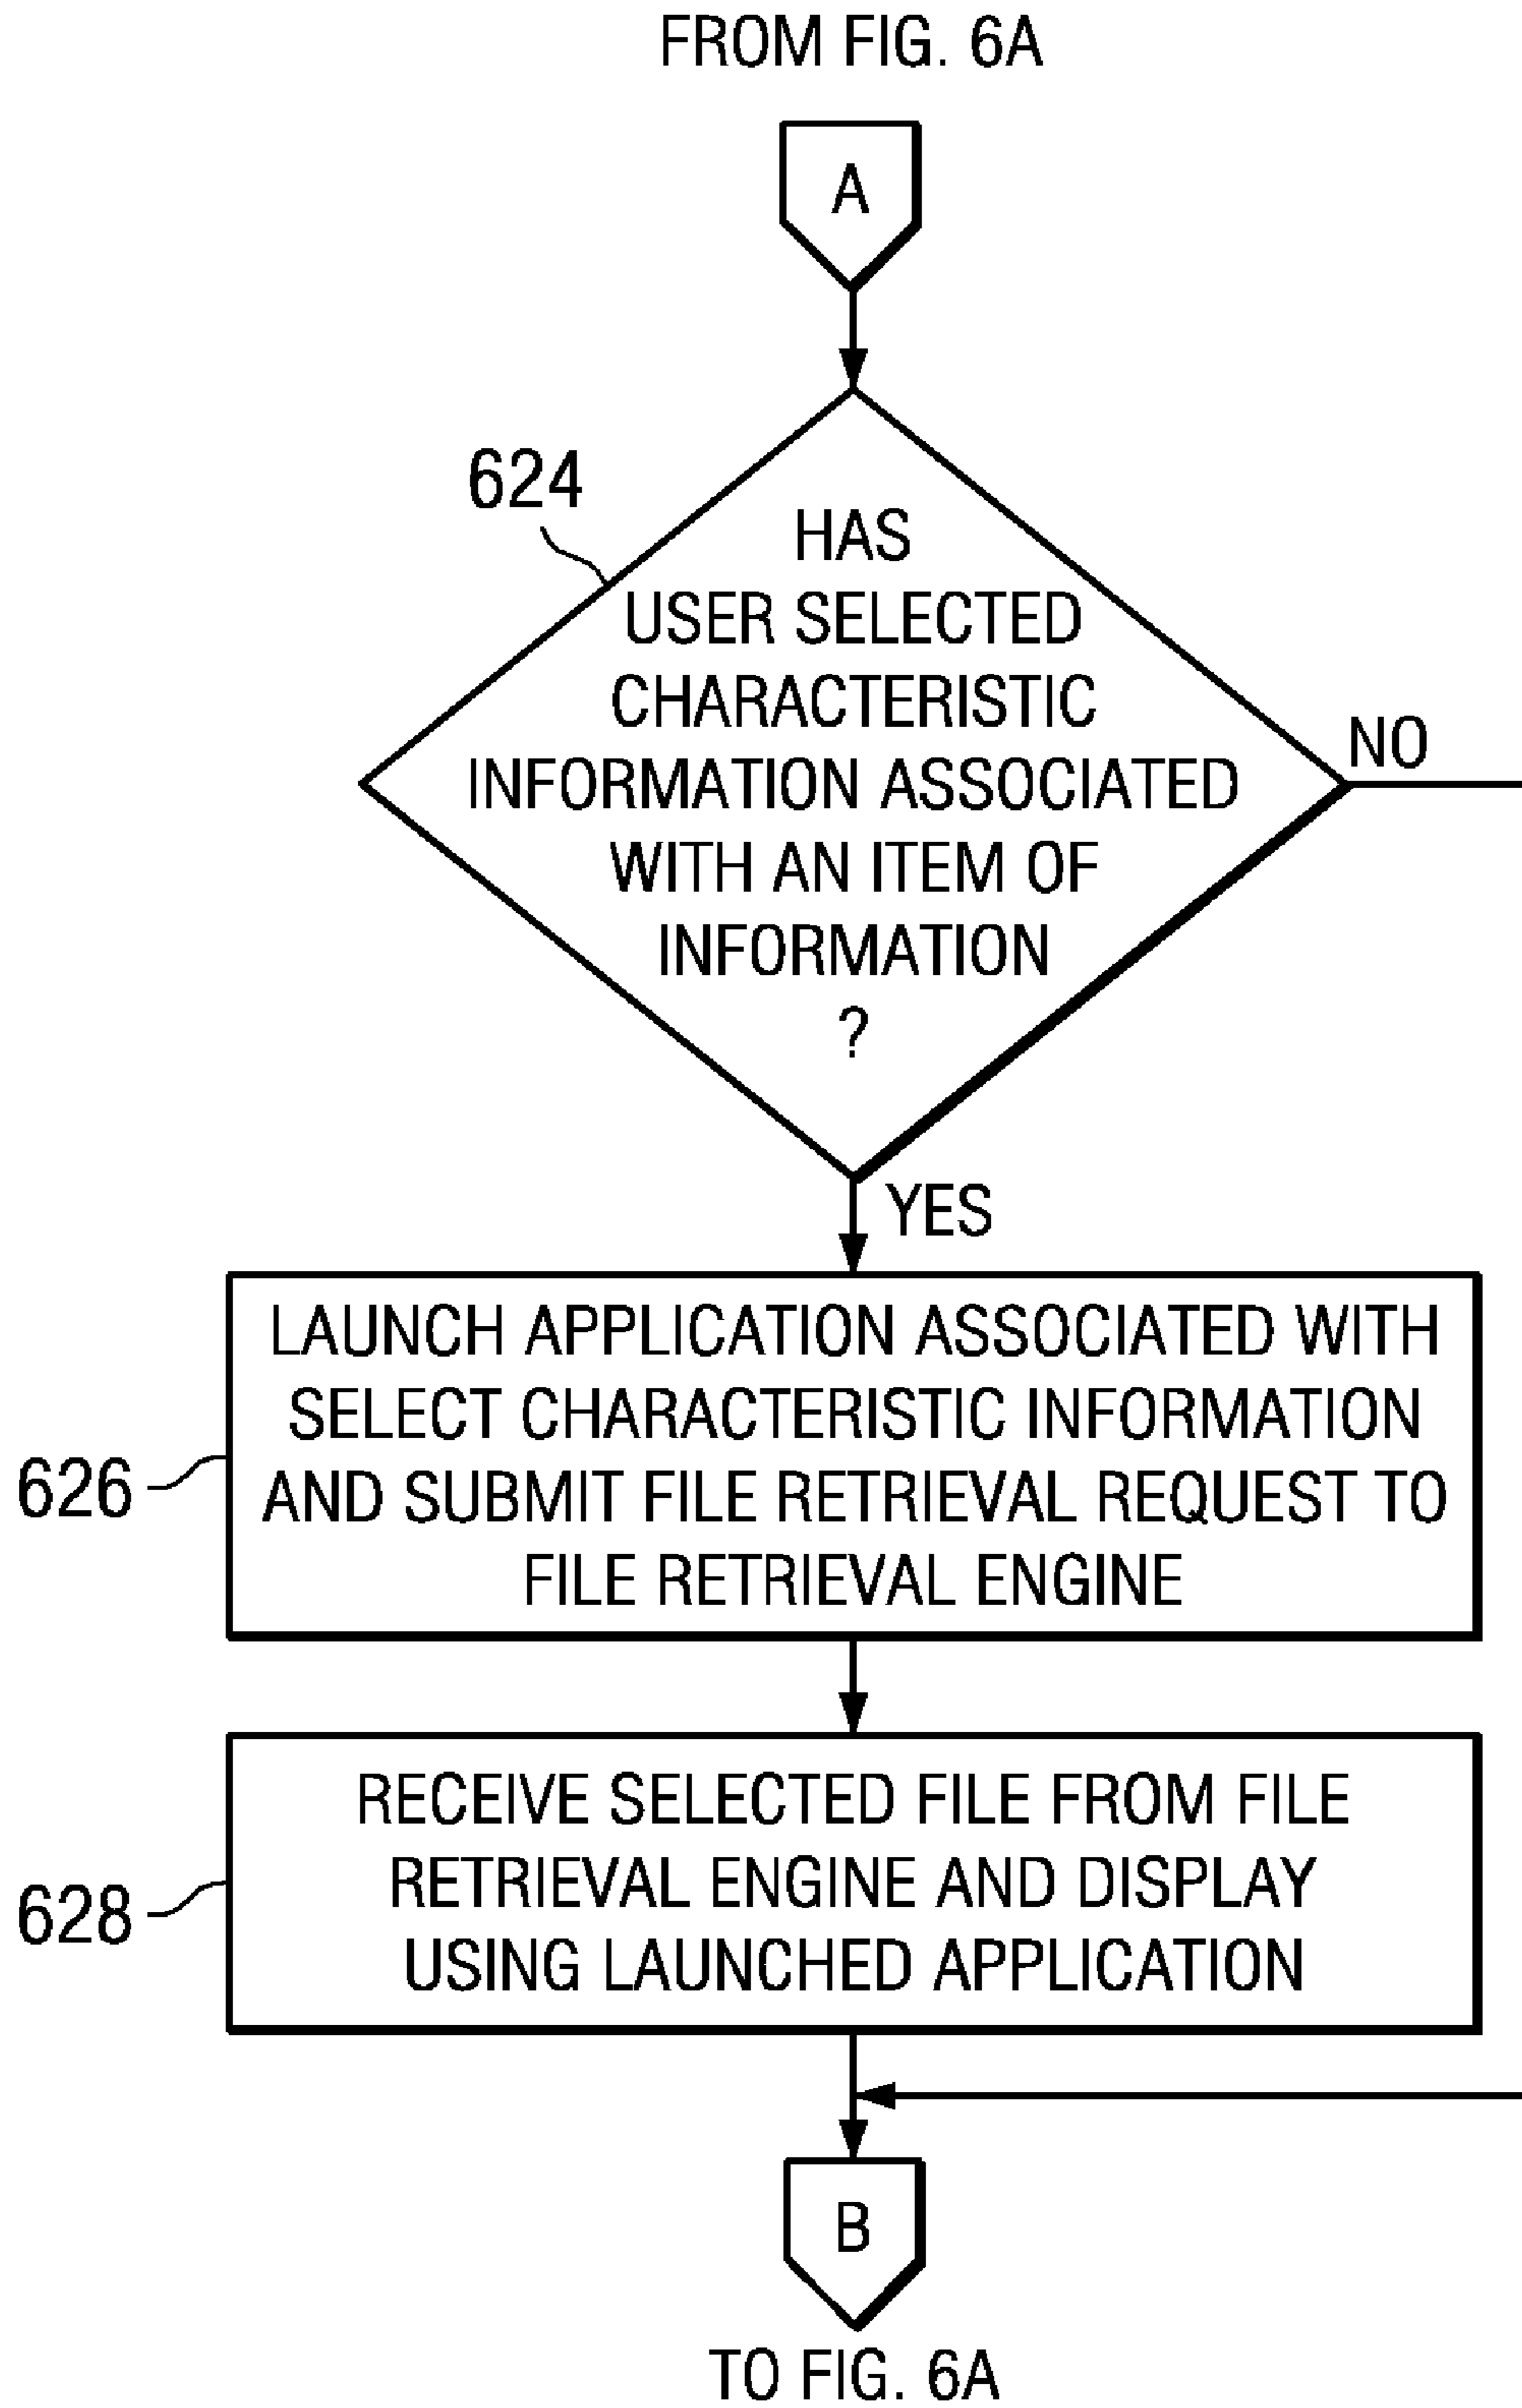 FROM FIG. 6A
A
624
HAS
USER SELECTED
CHARACTERISTIC
INFORMATION ASSOCIATED
WITH AN ITEM OF
INFORMATION
?
NO
YES
LAUNCH APPLICATION ASSOCIATED WITH
SELECT CHARACTERISTIC INFORMATION
AND SUBMIT FILE RETRIEVAL REQUEST TO
FILE RETRIEVAL ENGINE
626
RECEIVE SELECTED FILE FROM FILE
RETRIEVAL ENGINE AND DISPLAY
USING LAUNCHED APPLICATION
628
B
TO FIG. 6A